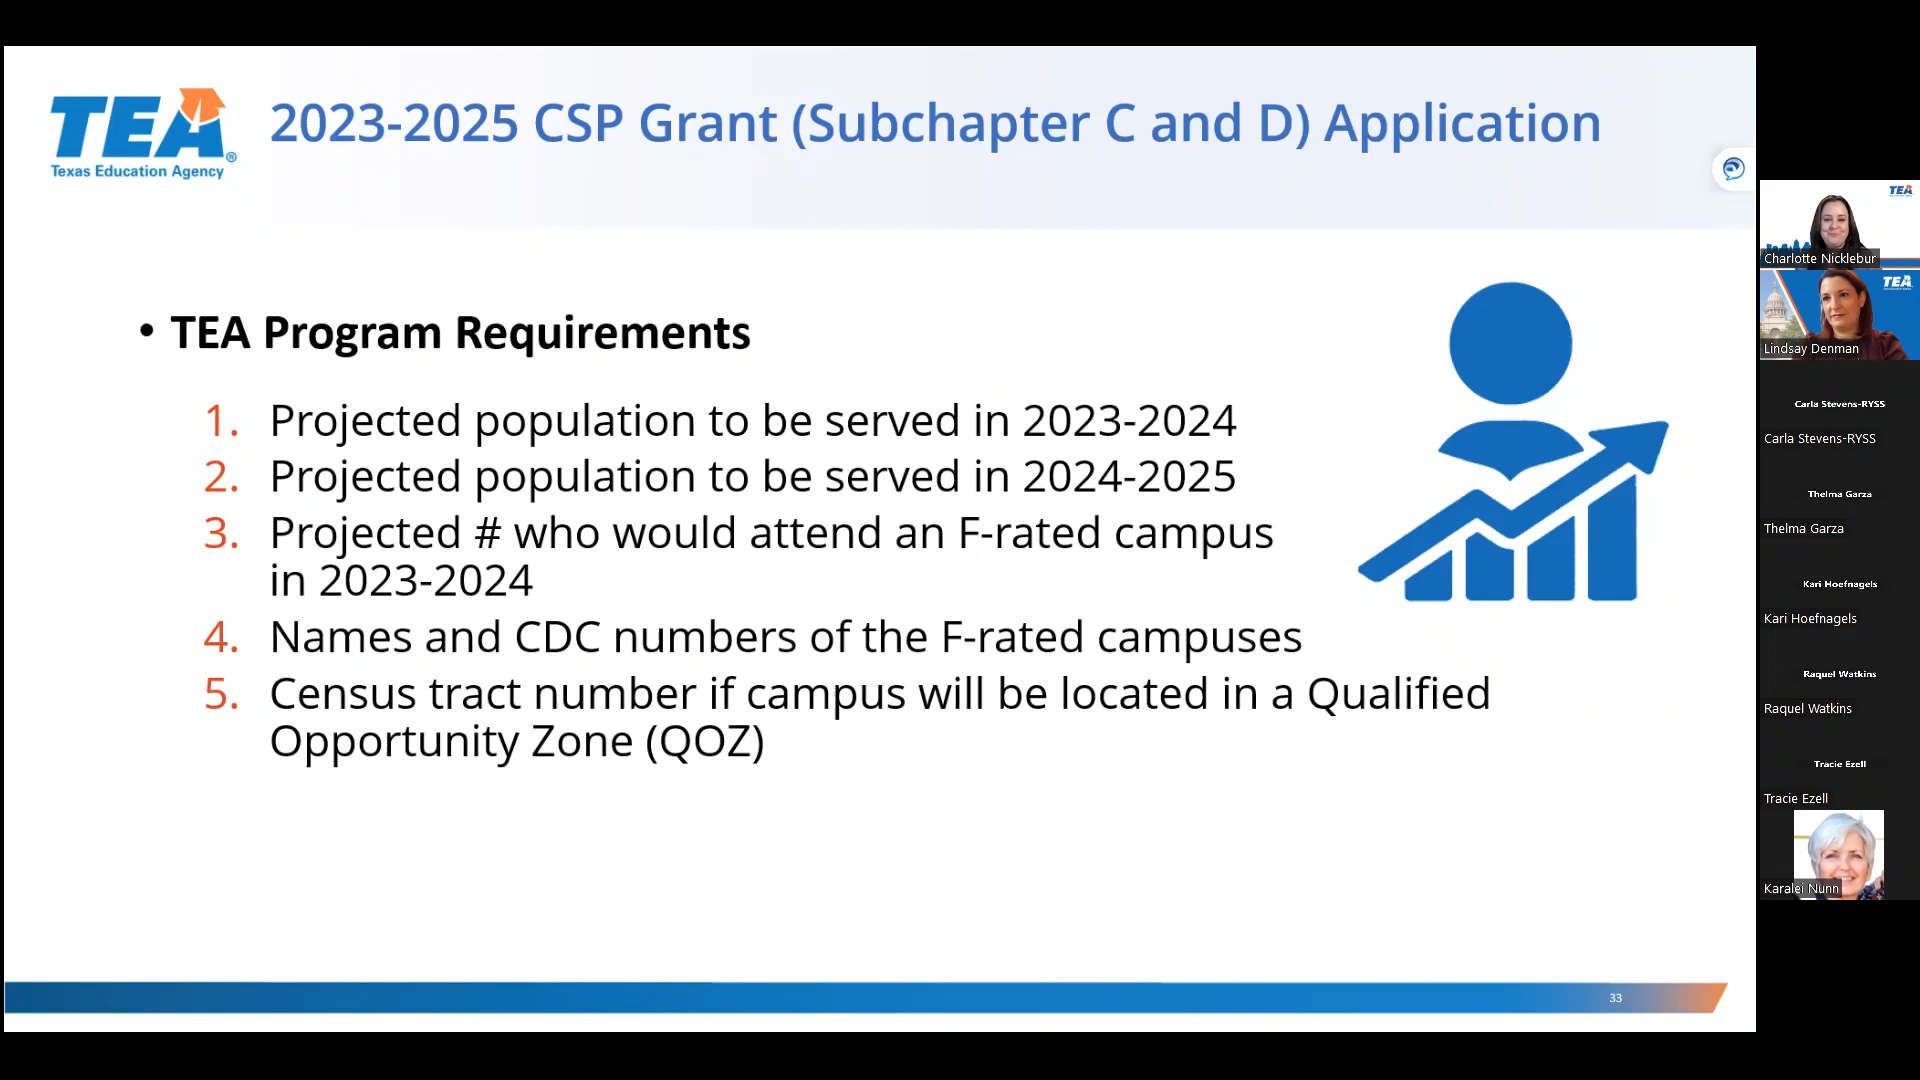 TEA
Texas Education Agency
2023-2025 CSP Grant (Subchapter C and D) Application
• TEA Program Requirements
1. Projected population to be served in 2023-2024
2. Projected population to be served in 2024-2025
3. Projected # who would attend an F-rated campus
in 2023-2024
4. Names and CDC numbers of the F-rated campuses
5. Census tract number if campus will be located in a Qualified
Opportunity Zone (QOZ)
33
TEA
Charlotte Nicklebur
TEA
Lindsay Denman
Carla Stevens-RYSS
Carla Stevens-RYSS
Thelma Garza
Thelma Garza
Kari Hoefnagels
Kari Hoefnagels
Raquel Watkins
Raquel Watkins
Tracie Ezell
Tracie Ezell
Karalei Nunn